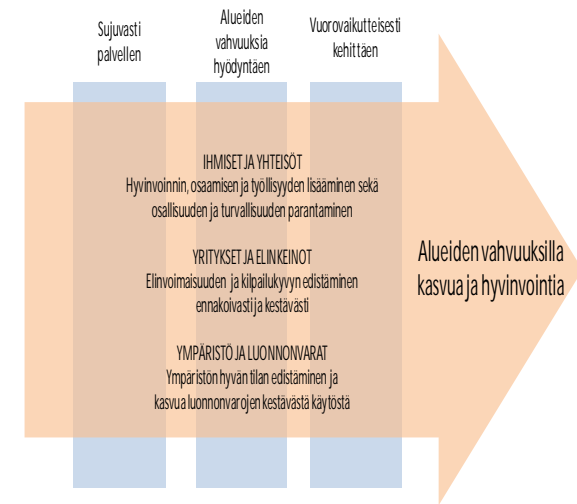 Sujuvasti
palvellen
Alueiden
vahvuuksia
hyödyntäen
Vuorovaikutteisesti
kehittäen
IHMISET JA YHTEISÖT
Hyvinvoinnin, osaamisen ja työllisyyden lisääminen sekä
osallisuuden ja turvallisuuden parantaminen
YRITYKSET JA ELINKEINOT
Elinvoimaisuuden ja kilpailukyvyn edistäminen
ennakoivasti ja kestävästi
YMPÄRISTÖ JA LUONNONVARAT
Ympäristön hyvän tilan edistäminen ja
kasvua luonnonvarojen kestävästä käytöstä
Alueiden vahvuuksilla
kasvua ja hyvinvointia